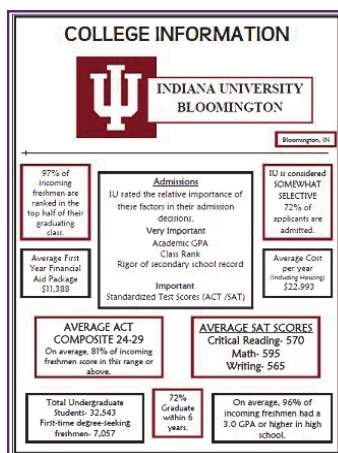 COLLEGE INFORMATION
INDIANA UNIVERSITY
BLOOMINGTON
Bloomington, IN
97% of
incoming
freshmen are
ranked in the
top half of their
graduating
class.
Admissions
IU rated the relative importance of
these factors in their admission
decisions.
Very Important
Academic GPA
Class Rank
Rigor of secondary school record
Important
Standardized Test Scores (ACT /SAT)
IU is considered
SOMEWHAT
SELECTIVE
72% of
applicants are
admitted.
Average First
Year Financial
Aid Package
$11,388
Average Cost
per year
(Including Housing)
$22,993
AVERAGE ACT
COMPOSITE 24-29
On average, 81% of incoming
freshmen score in this range or
above.
AVERAGE SAT SCORES
Critical Reading- 570
Math- 595
Writing- 565
Total Undergraduate
Students- 32,543
First-time degree-seeking
freshmen- 7,057
72%
Graduate
within 6
years.
On average, 96% of
incoming freshmen had a
3.0 GPA or higher in high
school.